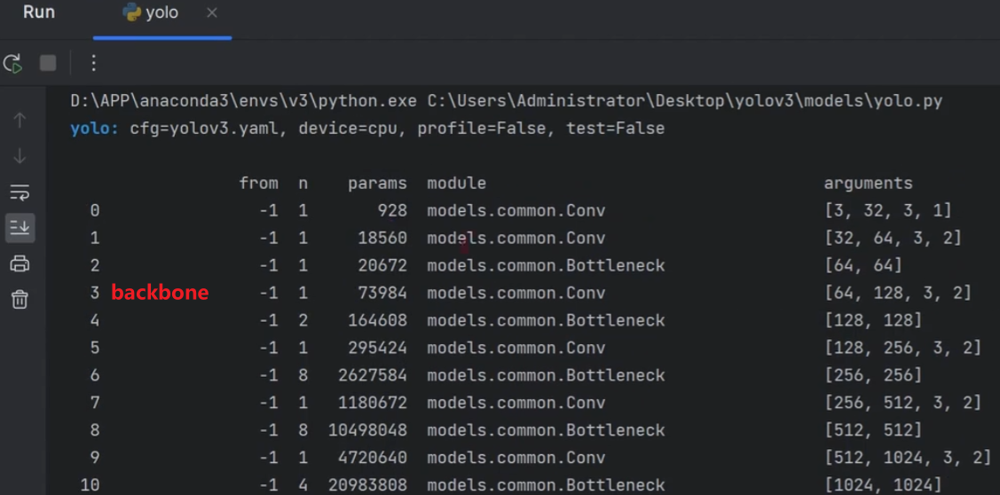 Run yolo ×
D:\APP\anaconda3\envs\v3\python.exe C:\Users\Administrator\Desktop\yolov3\models\yolo.py
yolo: cfg=yolov3.yaml, device=cpu, profile=False, test=False
from n params module arguments
0 -1 1 928 models.common.Conv [3, 32, 3, 1]
1 -1 1 18560 models.common.Conv [32, 64, 3, 2]
2 -1 1 20672 models.common.Bottleneck [64, 64]
3 backbone -1 1 73984 models.common.Conv [64, 128, 3, 2]
4 -1 2 164608 models.common.Bottleneck [128, 128]
5 -1 1 295424 models.common.Conv [128, 256, 3, 2]
6 -1 8 2627584 models.common.Bottleneck [256, 256]
7 -1 1 1180672 models.common.Conv [256, 512, 3, 2]
8 -1 8 10498048 models.common.Bottleneck [512, 512]
9 -1 1 4720640 models.common.Conv [512, 1024, 3, 2]
10 -1 4 20983808 models.common.Bottleneck [1024, 1024]